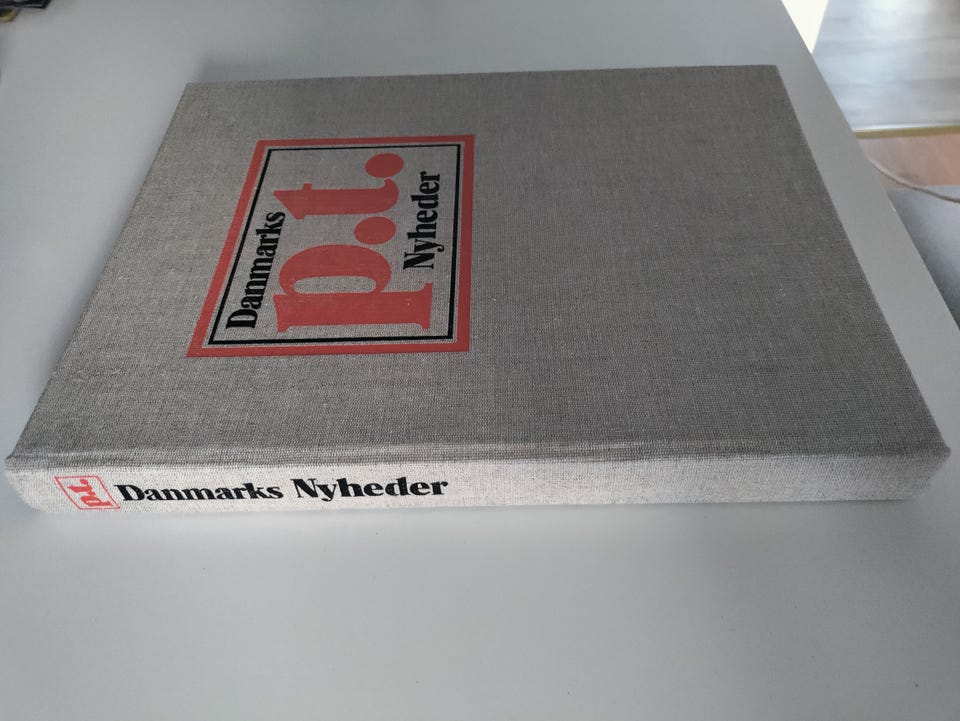 Danmarks
p.t.
Nyheder
p.t. Danmarks Nyheder